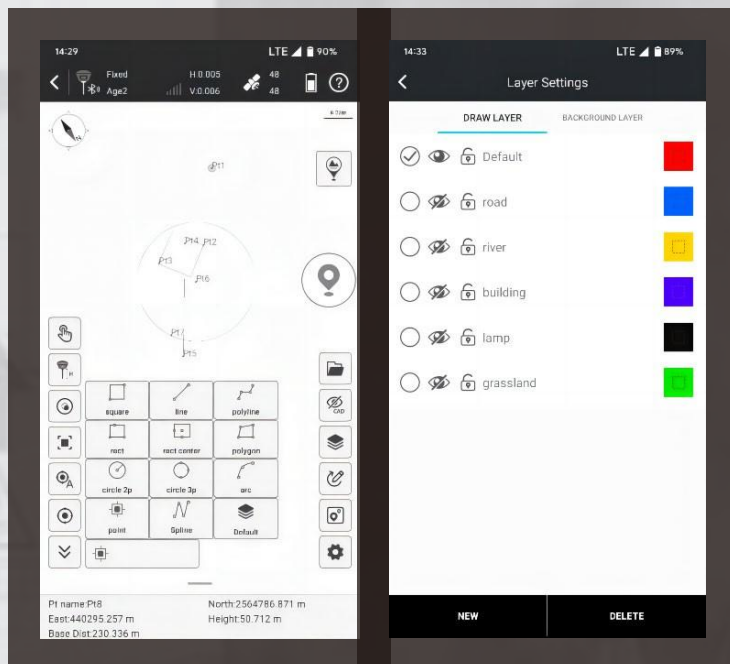 14:29 LTE 90%
Fixed H:0.005 48
Age2 V:0.006 48
N
Pt1
Pt4 Pt2
Pt3
Pt6
Pt7
Pt5
H
CAD
A
square line polyline
rect rect center polygon
circle 2p circle 3p arc
point Spline Default
Pt name:Pt8 North:2564786.871 m
East:440295.257 m Height:50.712 m
Base Dist:230.336 m
14:33 LTE 89%
Layer Settings
DRAW LAYER BACKGROUND LAYER
Default
road
river
building
lamp
grassland
NEW DELETE